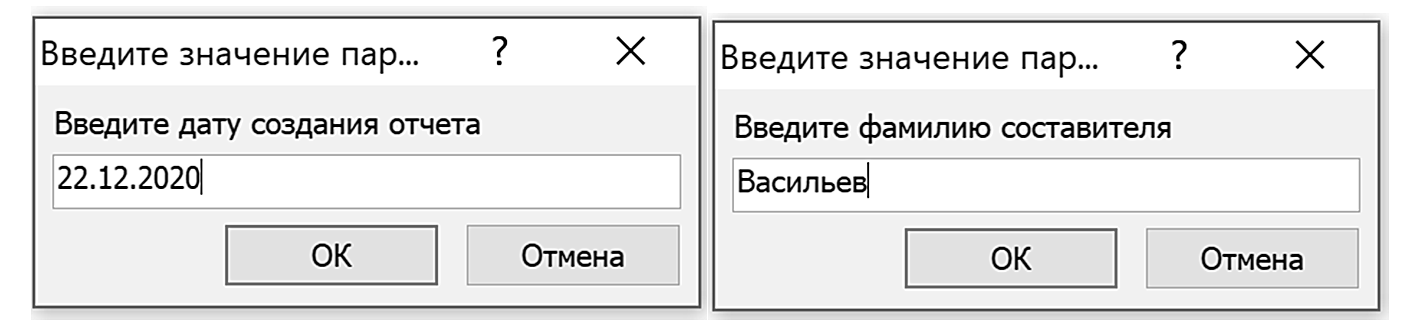 Введите значение пар... ?
Введите дату создания отчета
22.12.2020
ОК Отмена
Введите значение пар... ?
Введите фамилию составителя
Васильев
ОК Отмена